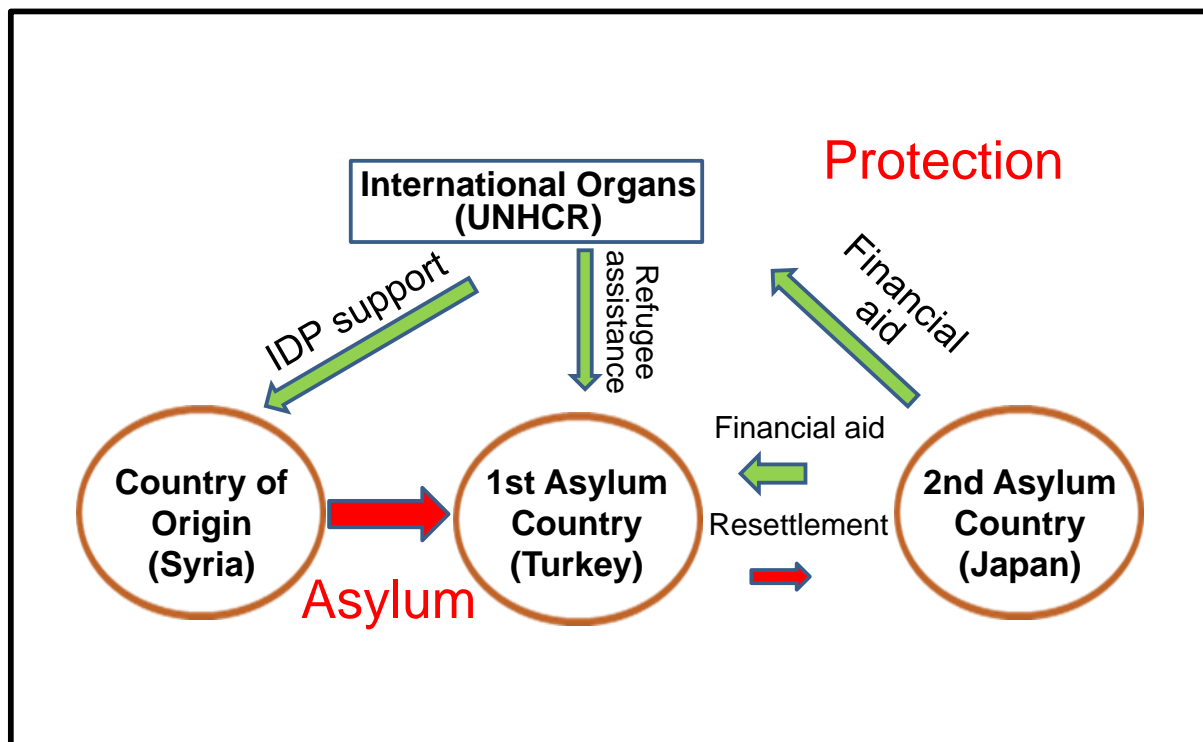 Protection
International Organs
(UNHCR)
IDP support
Refugee
assistance
Financial
aid
Financial aid
Country of
Origin
(Syria)
1st Asylum
Country
(Turkey)
2nd Asylum
Country
(Japan)
Resettlement
Asylum